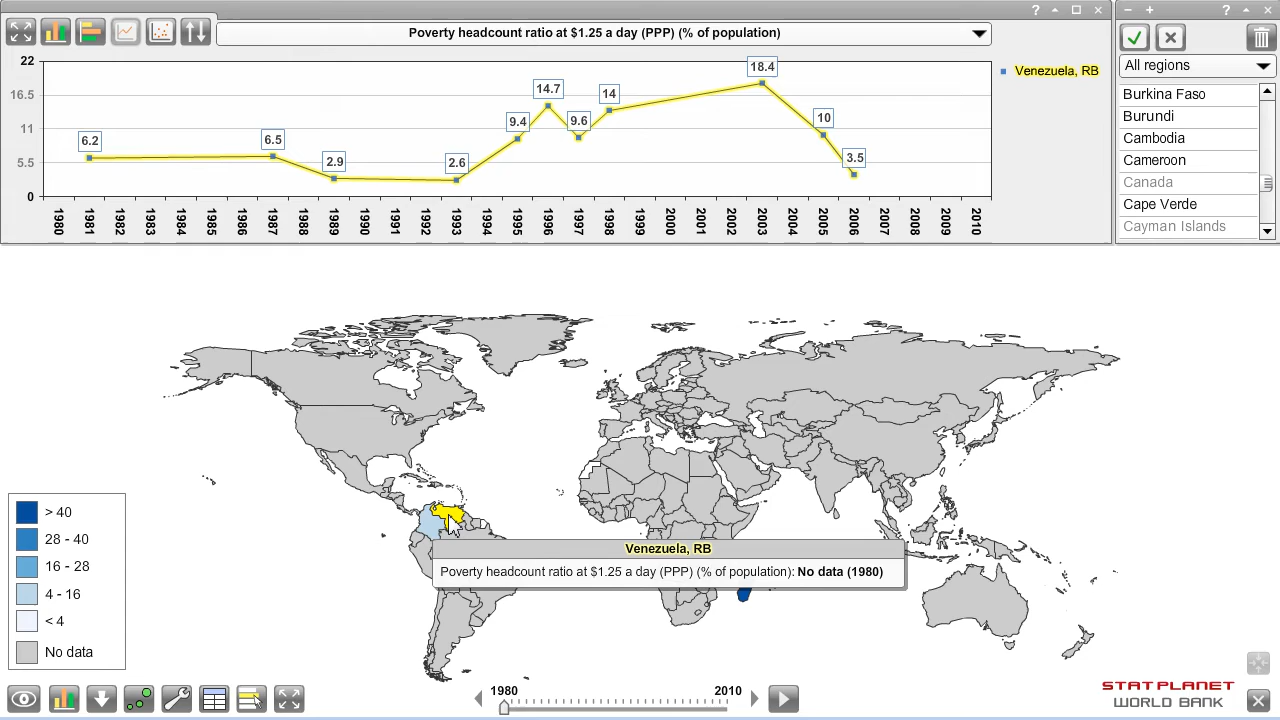 ? 
Poverty headcount ratio at $1.25 a day (PPP) (% of population)
22
16.5
11
5.5
0
6.2
6.5
2.9
2.6
9.4
14.7
9.6
14
18.4
10
3.5
1980 1981 1982 1983 1984 1985 1986 1987 1988 1989 1990 1991 1992 1993 1994 1995 1996 1997 1998 1999 2000 2001 2002 2003 2004 2005 2006 2007 2008 2009 2010
Venezuela, RB
?
All regions
Burkina Faso
Burundi
Cambodia
Cameroon
Canada
Cape Verde
Cayman Islands
Venezuela, RB
Poverty headcount ratio at $1.25 a day (PPP) (% of population): No data (1980)
> 40
28 - 40
16 - 28
4 - 16
< 4
No data
1980
2010
STATPLANET
WORLD BANK